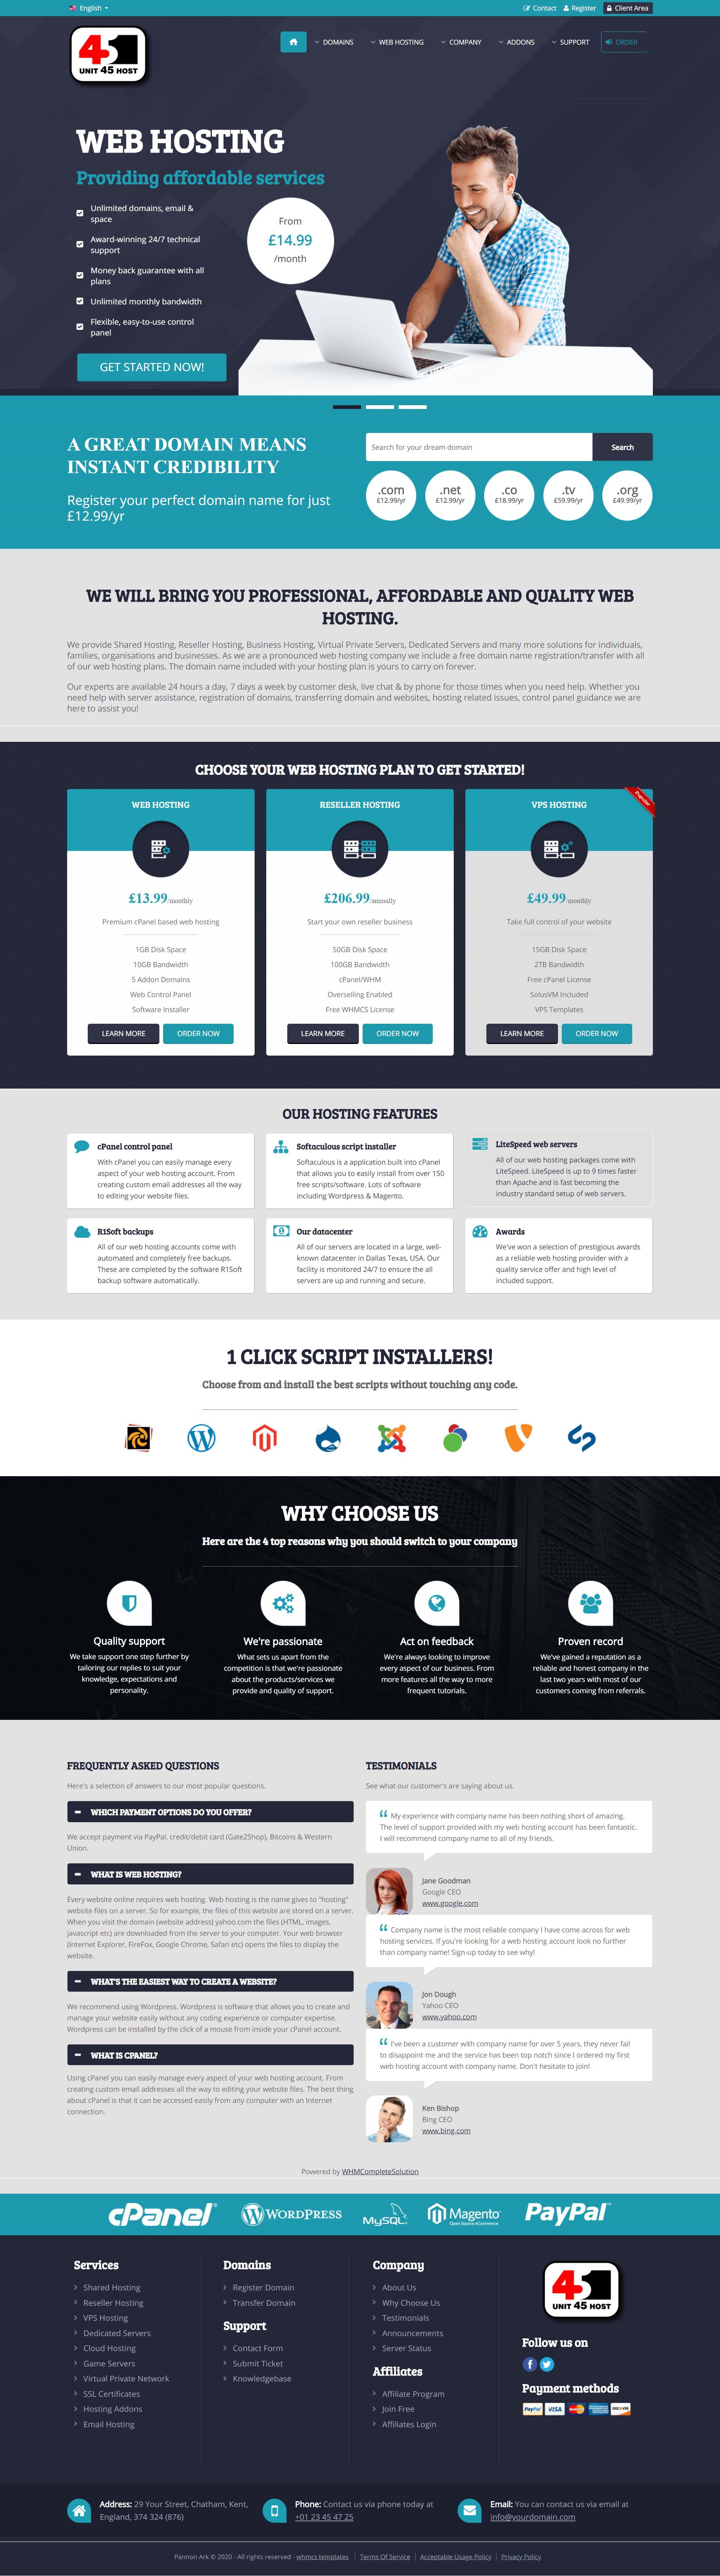 English
Contact Register Client Area
451
UNIT 45 HOST
DOMAINS WEB HOSTING COMPANY ADDONS SUPPORT ORDER
WEB HOSTING
Providing affordable services
Unlimited domains, email &
space
Award-winning 24/7 technical
support
Money back guarantee with all
plans
Unlimited monthly bandwidth
Flexible, easy-to-use control
panel
From
£14.99
/month
GET STARTED NOW!
A GREAT DOMAIN MEANS
INSTANT CREDIBILITY
Register your perfect domain name for just
£12.99/yr
Search for your dream domain Search
.com
£12.99/yr
.net
£12.99/yr
.co
£18.99/yr
.tv
£59.99/yr
.org
£49.99/yr
WE WILL BRING YOU PROFESSIONAL, AFFORDABLE AND QUALITY WEB
HOSTING.
We provide Shared Hosting, Reseller Hosting, Business Hosting, Virtual Private Servers, Dedicated Servers and many more solutions for individuals,
families, organisations and businesses. As we are a pronounced web hosting company we include a free domain name registration/transfer with all
of our web hosting plans. The domain name included with your hosting plan is yours to carry on forever.
Our experts are available 24 hours a day, 7 days a week by customer desk, live chat & by phone for those times when you need help. Whether you
need help with server assistance, registration of domains, transferring domain and websites, hosting related issues, control panel guidance we are
here to assist you!
CHOOSE YOUR WEB HOSTING PLAN TO GET STARTED!
WEB HOSTING
£13.99/monthly
Premium cPanel based web hosting
1GB Disk Space
10GB Bandwidth
5 Addon Domains
Web Control Panel
Software Installer
LEARN MORE ORDER NOW
RESELLER HOSTING
£206.99/annually
Start your own reseller business
50GB Disk Space
100GB Bandwidth
cPanel/WHM
Overselling Enabled
Free WHMCS License
LEARN MORE ORDER NOW
VPS HOSTING
Popular
£49.99/monthly
Take full control of your website
15GB Disk Space
2TB Bandwidth
Free cPanel License
SolusVM Included
VPS Templates
LEARN MORE ORDER NOW
OUR HOSTING FEATURES
cPanel control panel
With cPanel you can easily manage every
aspect of your web hosting account. From
creating custom email addresses all the way
to editing your website files.
Softaculous script installer
Softaculous is a application built into cPanel
that allows you to easily install from over 150
free scripts/software. Lots of software
including Wordpress & Magento.
LiteSpeed web servers
All of our web hosting packages come with
LiteSpeed. LiteSpeed is up to 9 times faster
than Apache and is fast becoming the
industry standard setup of web servers.
R1Soft backups
All of our web hosting accounts come with
automated and completely free backups.
These are completed by the software R1Soft
backup software automatically.
Our datacenter
All of our servers are located in a large, well-
known datacenter in Dallas Texas, USA. Our
facility is monitored 24/7 to ensure the all
servers are up and running and secure.
Awards
We've won a selection of prestigious awards
as a reliable web hosting provider with a
quality service offer and high level of
included support.
1 CLICK SCRIPT INSTALLERS!
Choose from and install the best scripts without touching any code.
WHY CHOOSE US
Here are the 4 top reasons why you should switch to your company
Quality support
We take support one step further by
tailoring our replies to suit your
knowledge, expectations and
personality.
We're passionate
What sets us apart from the
competition is that we're passionate
about the products/services we
provide and quality of support.
Act on feedback
We're always looking to improve
every aspect of our business. From
more features all the way to more
frequent tutorials.
Proven record
We've gained a reputation as a
reliable and honest company in the
last two years with most of our
customers coming from referrals.
FREQUENTLY ASKED QUESTIONS
Here's a selection of answers to our most popular questions.
WHICH PAYMENT OPTIONS DO YOU OFFER?
We accept payment via PayPal, credit/debit card (Gate2Shop), Bitcoins & Western
Union.
WHAT IS WEB HOSTING?
Every website online requires web hosting. Web hosting is the name gives to "hosting"
website files on a server. So for example, the files of this website are stored on a server.
When you visit the domain (website address) yahoo.com the files (HTML, images,
javascript etc) are downloaded from the server to your computer. Your web browser
(Internet Explorer, FireFox, Google Chrome, Safari etc) opens the files to display the
website.
WHAT'S THE EASIEST WAY TO CREATE A WEBSITE?
We recommend using Wordpress. Wordpress is software that allows you to create and
manage your website easily without any coding experience or computer expertise.
Wordpress can be installed by the click of a mouse from inside your cPanel account.
WHAT IS CPANEL?
Using cPanel you can easily manage every aspect of your web hosting account. From
creating custom email addresses all the way to editing your website files. The best thing
about cPanel is that it can be accessed easily from any computer with an Internet
connection.
TESTIMONIALS
See what our customer's are saying about us.
“ My experience with company name has been nothing short of amazing.
The level of support provided with my web hosting account has been fantastic.
I will recommend company name to all of my friends.
Jane Goodman
Google CEO
www.google.com
“ Company name is the most reliable company I have come across for web
hosting services. If you're looking for a web hosting account look no further
than company name! Sign-up today to see why!
Jon Dough
Yahoo CEO
www.yahoo.com
“ I've been a customer with company name for over 5 years, they never fail
to disappoint me and the service has been top notch since I ordered my first
web hosting account with company name. Don't hesitate to join!
Ken Bishop
Bing CEO
www.bing.com
Powered by WHMCompleteSolution
cPanel WORDPRESS MySQL Magento Open Source eCommerce PayPal
Services
Shared Hosting
Reseller Hosting
VPS Hosting
Dedicated Servers
Cloud Hosting
Game Servers
Virtual Private Network
SSL Certificates
Hosting Addons
Email Hosting
Domains
Register Domain
Transfer Domain
Support
Contact Form
Submit Ticket
Knowledgebase
Company
About Us
Why Choose Us
Testimonials
Announcements
Server Status
Affiliates
Affiliate Program
Join Free
Affiliates Login
451
UNIT 45 HOST
Follow us on
Payment methods
PayPal VISA MasterCard AMERICAN EXPRESS DISCOVER
Address: 29 Your Street, Chatham, Kent,
England, 374 324 (876)
Phone: Contact us via phone today at
+01 23 45 47 25
Email: You can contact us via email at
info@yourdomain.com
Pannon Ark © 2020 - All rights reserved - whmcs templates | Terms Of Service | Acceptable Usage Policy | Privacy Policy